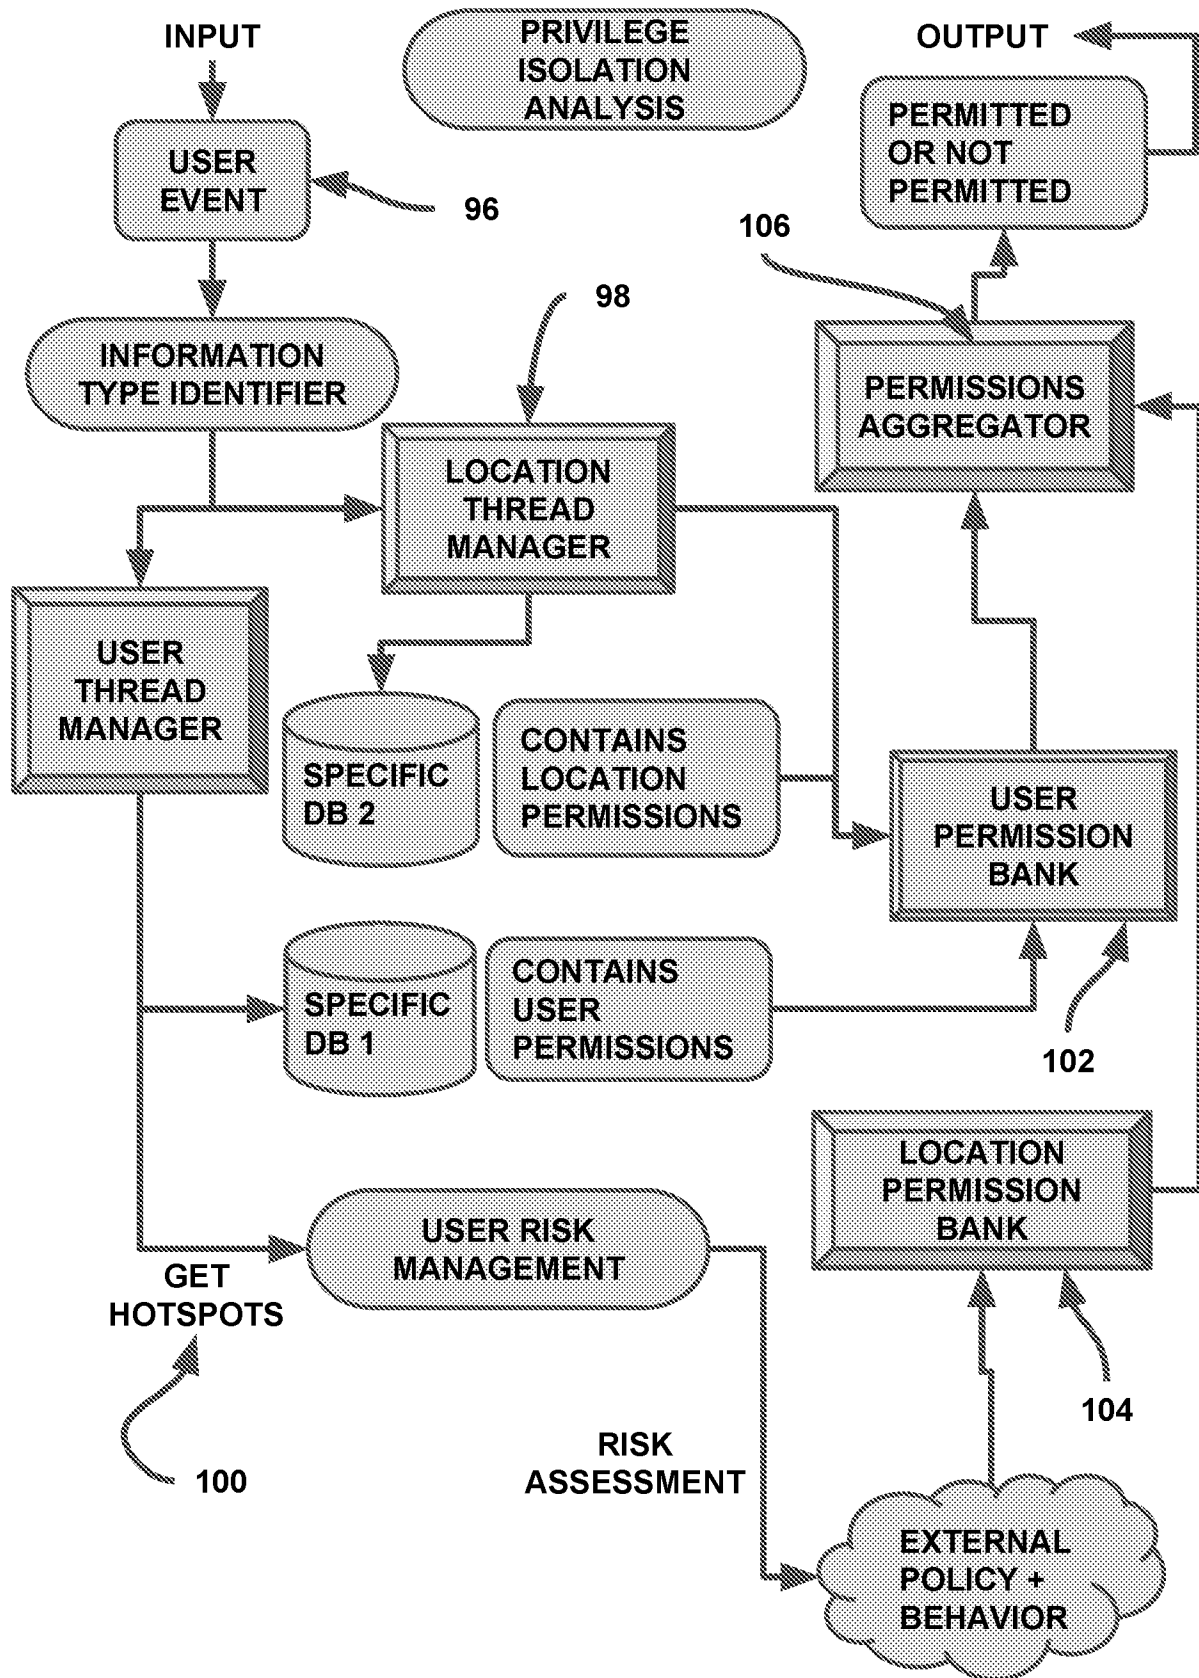 INPUT
PRIVILEGE
ISOLATION
ANALYSIS
OUTPUT
PERMITTED
OR NOT
PERMITTED
USER
EVENT
96
106
98
INFORMATION
TYPE IDENTIFIER
LOCATION
THREAD
MANAGER
PERMISSIONS
AGGREGATOR
USER
THREAD
MANAGER
SPECIFIC
DB 2
CONTAINS
LOCATION
PERMISSIONS
USER
PERMISSION
BANK
SPECIFIC
DB 1
CONTAINS
USER
PERMISSIONS
102
LOCATION
PERMISSION
BANK
USER RISK
MANAGEMENT
GET
HOTSPOTS
104
100
RISK
ASSESSMENT
EXTERNAL
POLICY +
BEHAVIOR